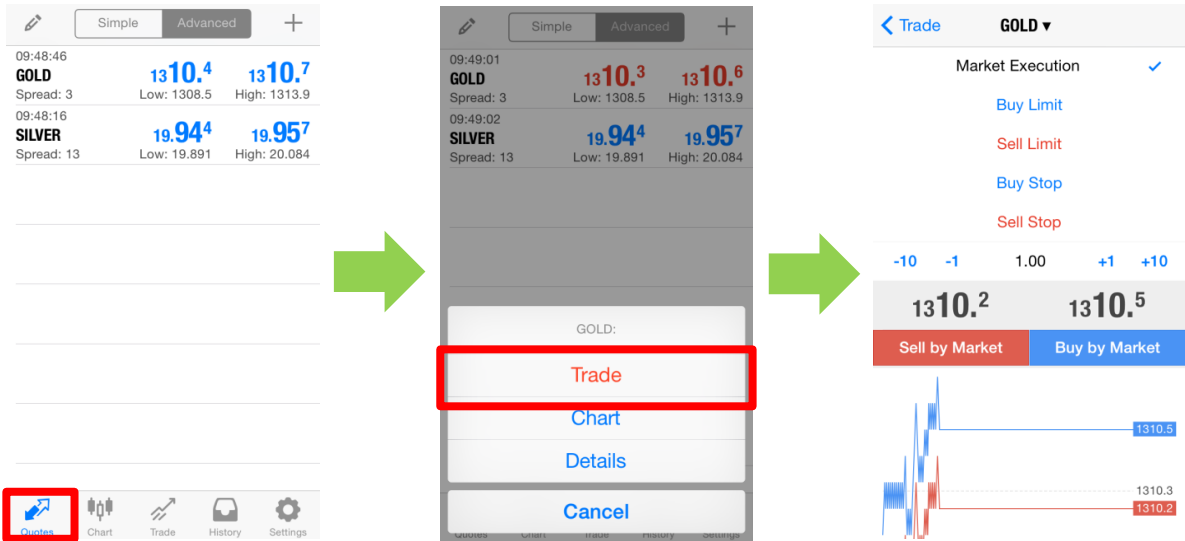 Simple Advanced
09:48:46
GOLD 1310.4 1310.7
Spread: 3 Low: 1308.5 High: 1313.9
09:48:16
SILVER 19.944 19.957
Spread: 13 Low: 19.891 High: 20.084
Quotes Chart Trade History Settings
Simple Advanced
09:49:01
GOLD 1310.3 1310.6
Spread: 3 Low: 1308.5 High: 1313.9
09:49:02
SILVER 19.944 19.957
Spread: 13 Low: 19.891 High: 20.084
GOLD:
Trade
Chart
Details
Cancel
Quotes Chart Trade History Settings
Trade GOLD ▾
Market Execution
Buy Limit
Sell Limit
Buy Stop
Sell Stop
-10 -1 1.00 +1 +10
1310.2 1310.5
Sell by Market Buy by Market
1310.5
1310.3
1310.2